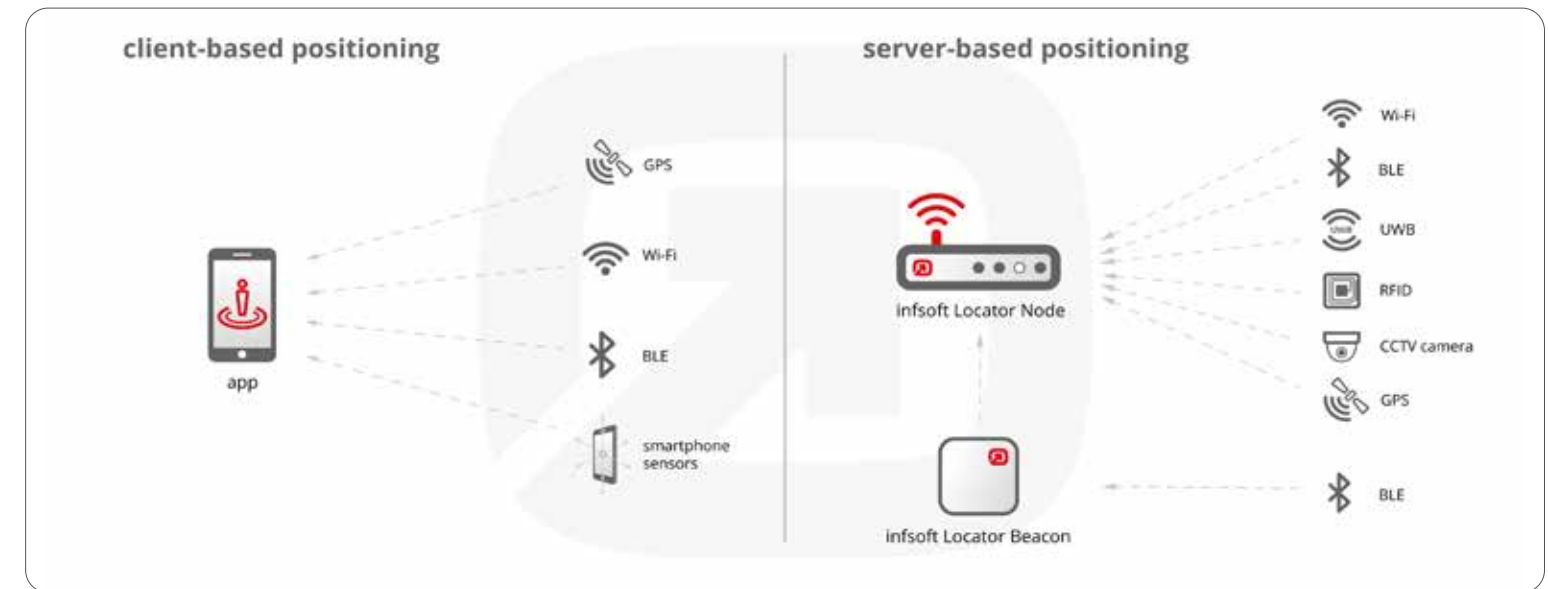 client-based positioning
GPS
Wi-Fi
BLE
smartphone
sensors
app
server-based positioning
Wi-Fi
BLE
UWB
UWB
RFID
CCTV camera
GPS
BLE
infsoft Locator Node
infsoft Locator Beacon